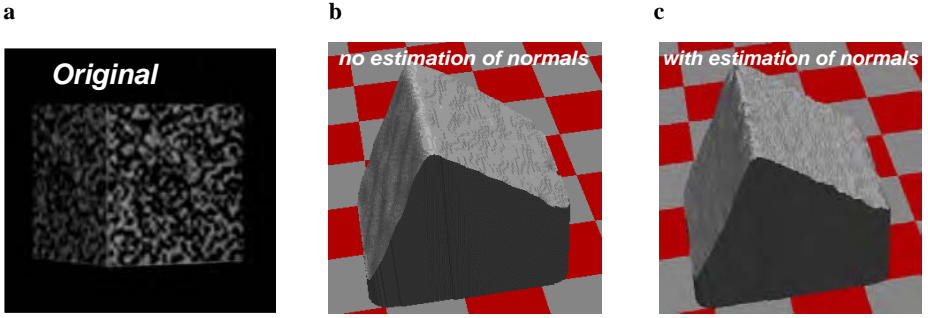 a
b
c
Original
no estimation of normals
with estimation of normals